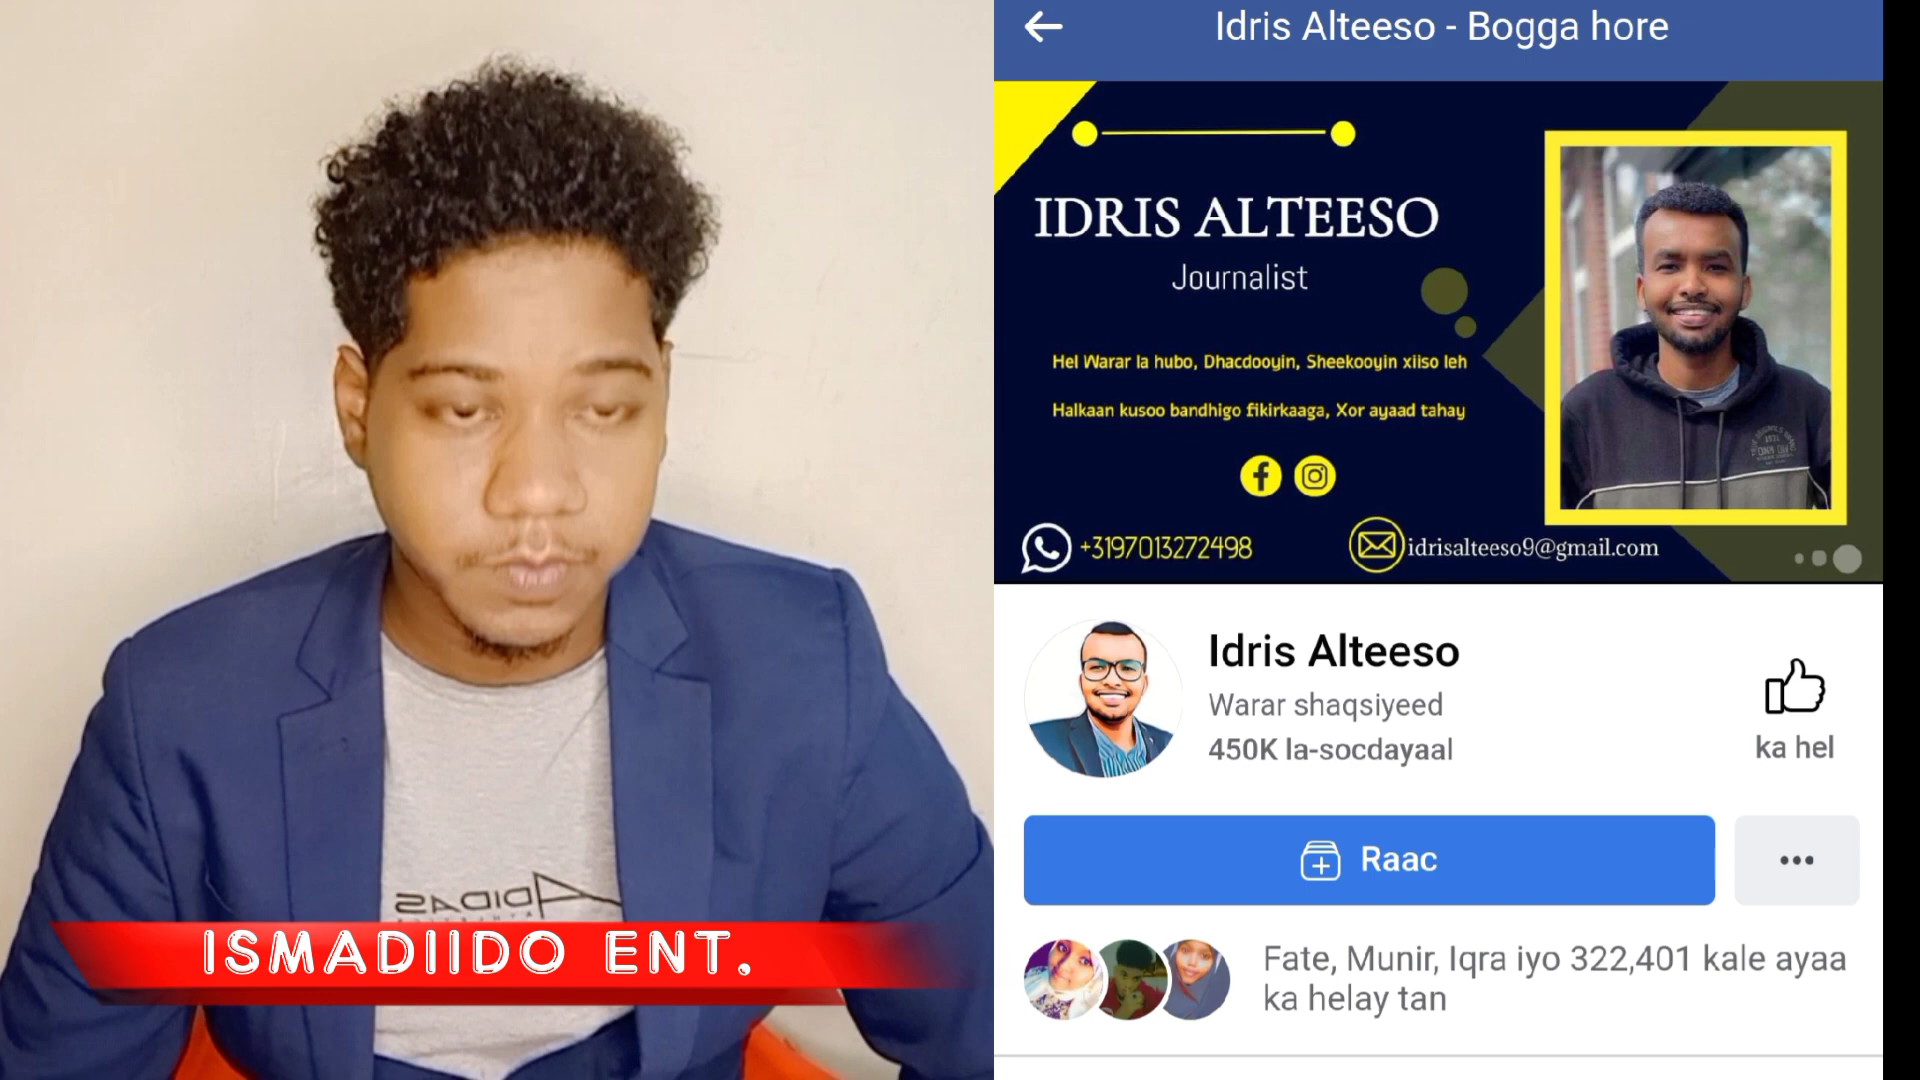 ADIDAS
ISMADIIDO ENT.
Idris Alteeso - Bogga hore
IDRIS ALTEESO
Journalist
Hel Warar la hubo, Dhacdooyin, Sheekooyin xiiso leh
Halkaan kusoo bandhigo fikirkaaga, Xor ayaad tahay
+3197013272498
idrisalteeso9@gmail.com
Idris Alteeso
Warar shaqsiyeed
450K la-socdayaal
ka hel
Raac
Fate, Munir, Iqra iyo 322,401 kale ayaa
ka helay tan